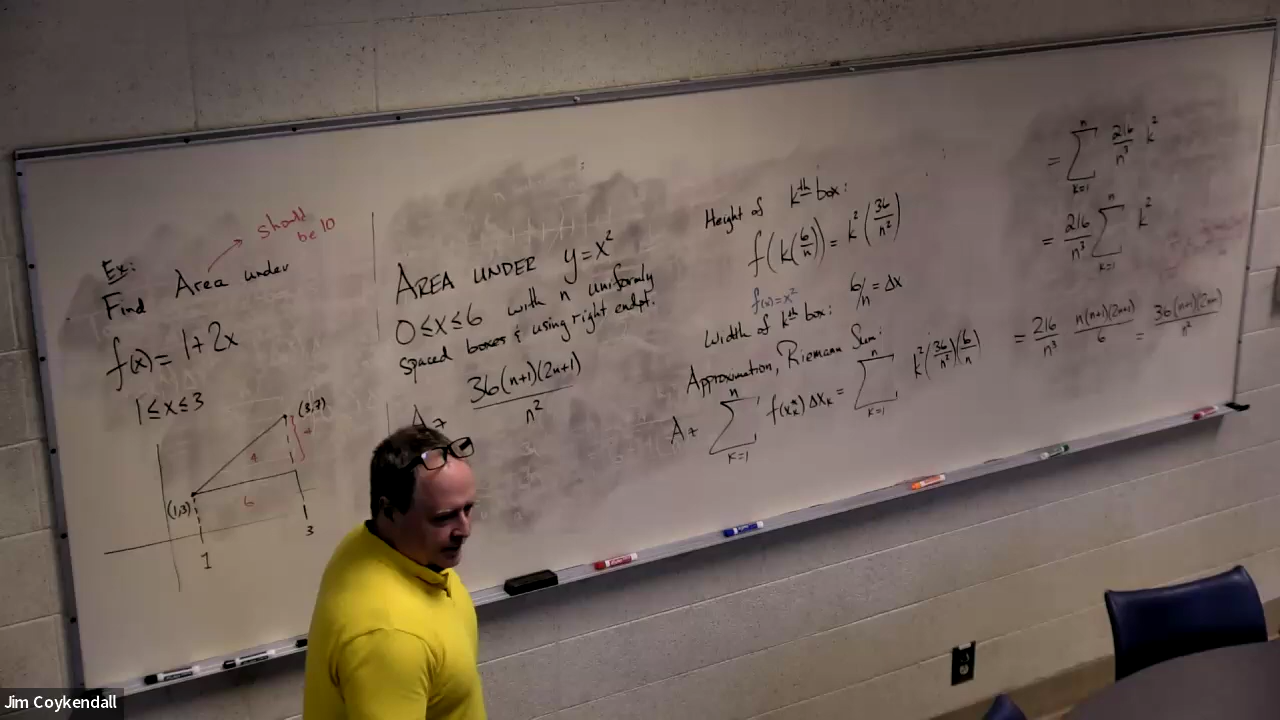 Ex:
Find Area under
should
be 10
f(x) = 1+2x
1 ≤ x ≤ 3
(3,7)
4
(1,3)
6
1
3
AREA UNDER y = x²
0 ≤ x ≤ 6 with n uniformly
spaced boxes & using right endpt.
A ≈ 36(n+1)(2n+1) / n²
Height of kth box:
f(k(6/n)) = k²(36/n²)
f(x) = x²
Width of kth box: 6/n = Δx
Approximation, Riemann Sum:
A ≈ ∑_{k=1}^{n} f(x_k*) Δx_k = ∑_{k=1}^{n} k²(36/n²)(6/n)
= ∑_{k=1}^{n} 216/n³ k²
= 216/n³ ∑_{k=1}^{n} k²
= 216/n³ n(n+1)(2n+1)/6 = 36(n+1)(2n+1)/n²
Jim Coykendall